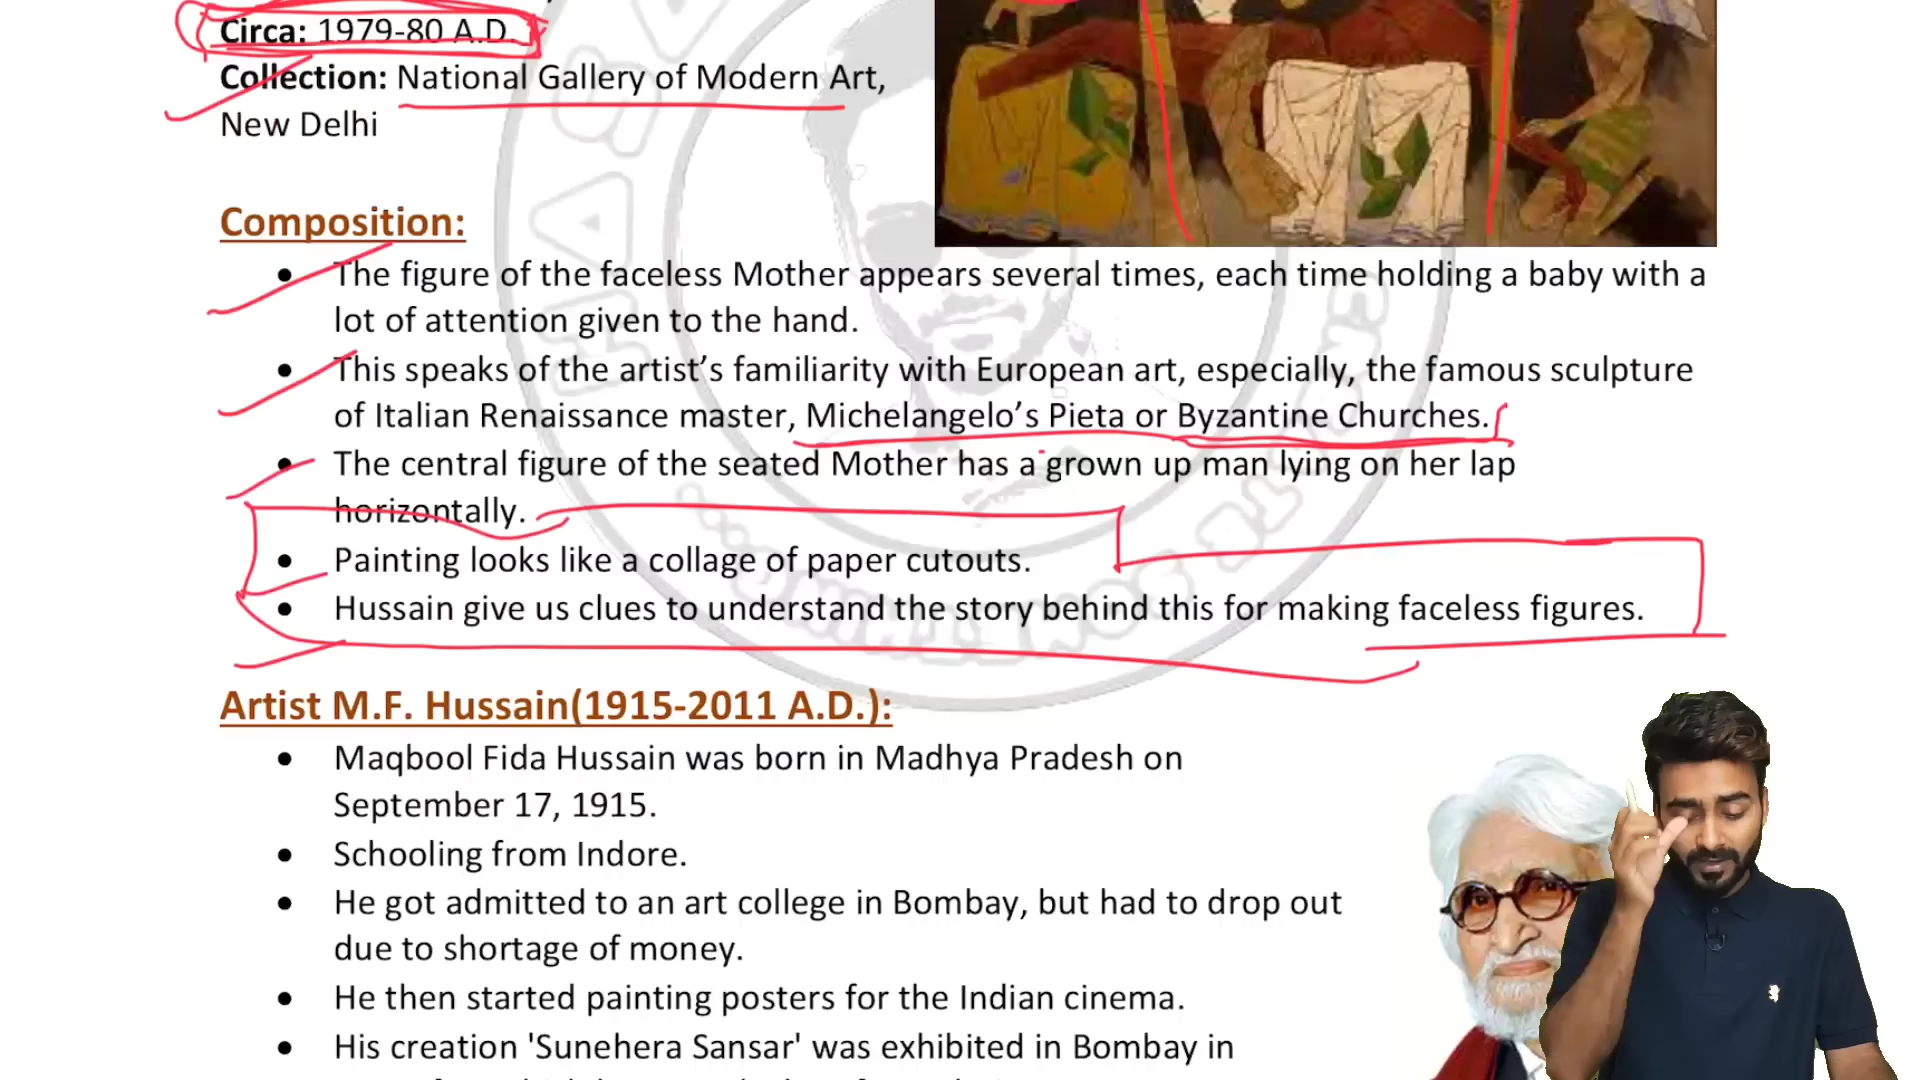 Circa: 1979-80 A.D.
Collection: National Gallery of Modern Art,
New Delhi
Composition:
• The figure of the faceless Mother appears several times, each time holding a baby with a
lot of attention given to the hand.
• This speaks of the artist’s familiarity with European art, especially, the famous sculpture
of Italian Renaissance master, Michelangelo’s Pieta or Byzantine Churches.
• The central figure of the seated Mother has a grown up man lying on her lap
horizontally.
• Painting looks like a collage of paper cutouts.
• Hussain give us clues to understand the story behind this for making faceless figures.
Artist M.F. Hussain(1915-2011 A.D.):
• Maqbool Fida Hussain was born in Madhya Pradesh on
September 17, 1915.
• Schooling from Indore.
• He got admitted to an art college in Bombay, but had to drop out
due to shortage of money.
• He then started painting posters for the Indian cinema.
• His creation 'Sunehera Sansar' was exhibited in Bombay in